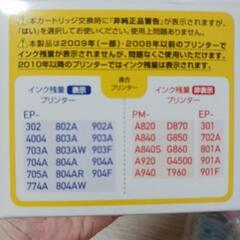 ●本カートリッジ交換時に「非純正品警告」が表示されますが、
「はい」を選択してお使いください。使用上問題ありません。
●本製品は2009年(一部)・2008年以前のプリンターで
インク残量が表示されませんが、問題なくご使用いただけます。
2010年以降のプリンターではインク残量が表示されます。
インク残量 表示
プリンター
適合
プリンター
インク残量 非表示
プリンター
EP-
302 802A 902A
4004 803A 903A
703A 803AW 903F
704A 804A 904A
705A 804AR 904F
774A 804AW
PM-
A820 D870
A840 G850
A840S G860
A920 G4500
A940 T960
EP-
301
702A
801A
901A
901F